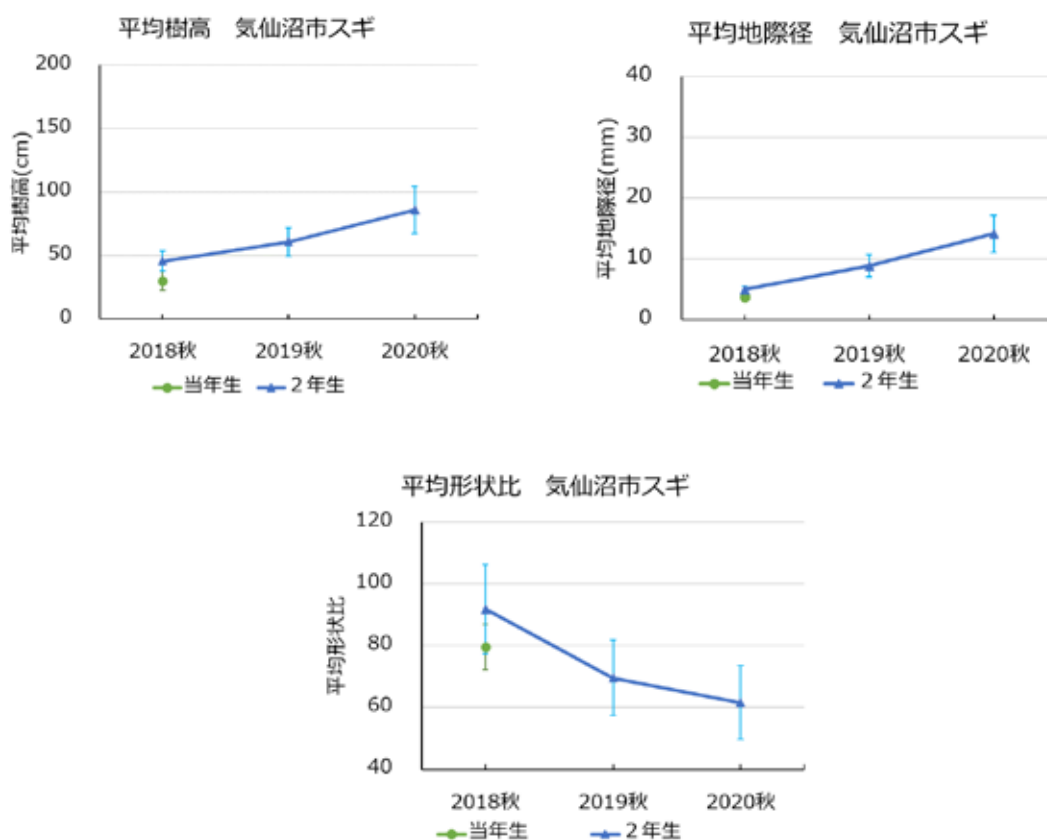 平均樹高　気仙沼市スギ
平均樹高(cm)
200
150
100
50
0
2018秋 2019秋 2020秋
当年生 2年生
平均地際径　気仙沼市スギ
平均地際径(mm)
40
30
20
10
0
2018秋 2019秋 2020秋
当年生 2年生
平均形状比　気仙沼市スギ
平均形状比
120
100
80
60
40
2018秋 2019秋 2020秋
当年生 2年生